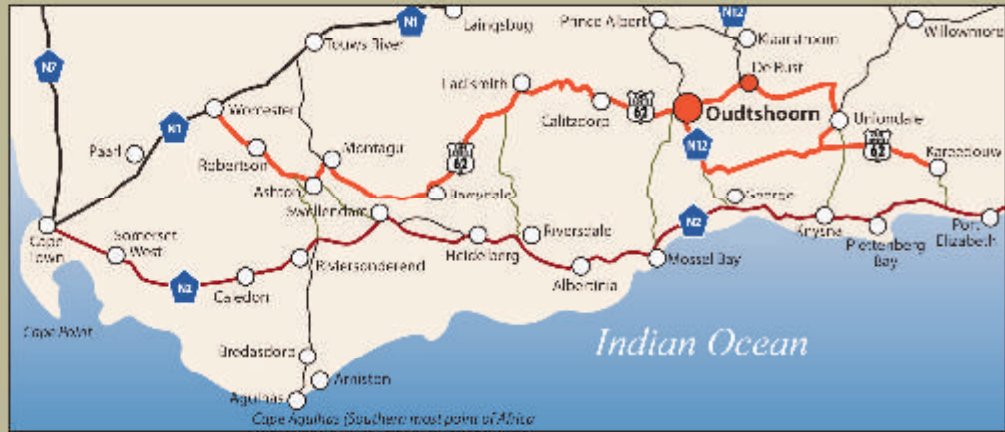 N1
N12
Prince Albert
Laingsbug
Willowmore
Touws River
Klaarstroom
N7
De Rust
Ladismith
Worcester
Calitzdorp
62
Oudtshoorn
Uniondale
N1
Paarl
Montagu
Robertson
62
N12
62
Kareedouw
Ashton
Barrydale
George
Swellendam
N2
Cape
Town
Somerset
West
Riversdale
Knysna
Plettenberg
Bay
Port
Elizabeth
Riviersonderend
Heidelberg
Mossel Bay
N2
Caledon
Albertinia
Cape Point
Indian Ocean
Bredasdorp
Arniston
Agulhas
Cape Agulhas (Southern most point of Africa